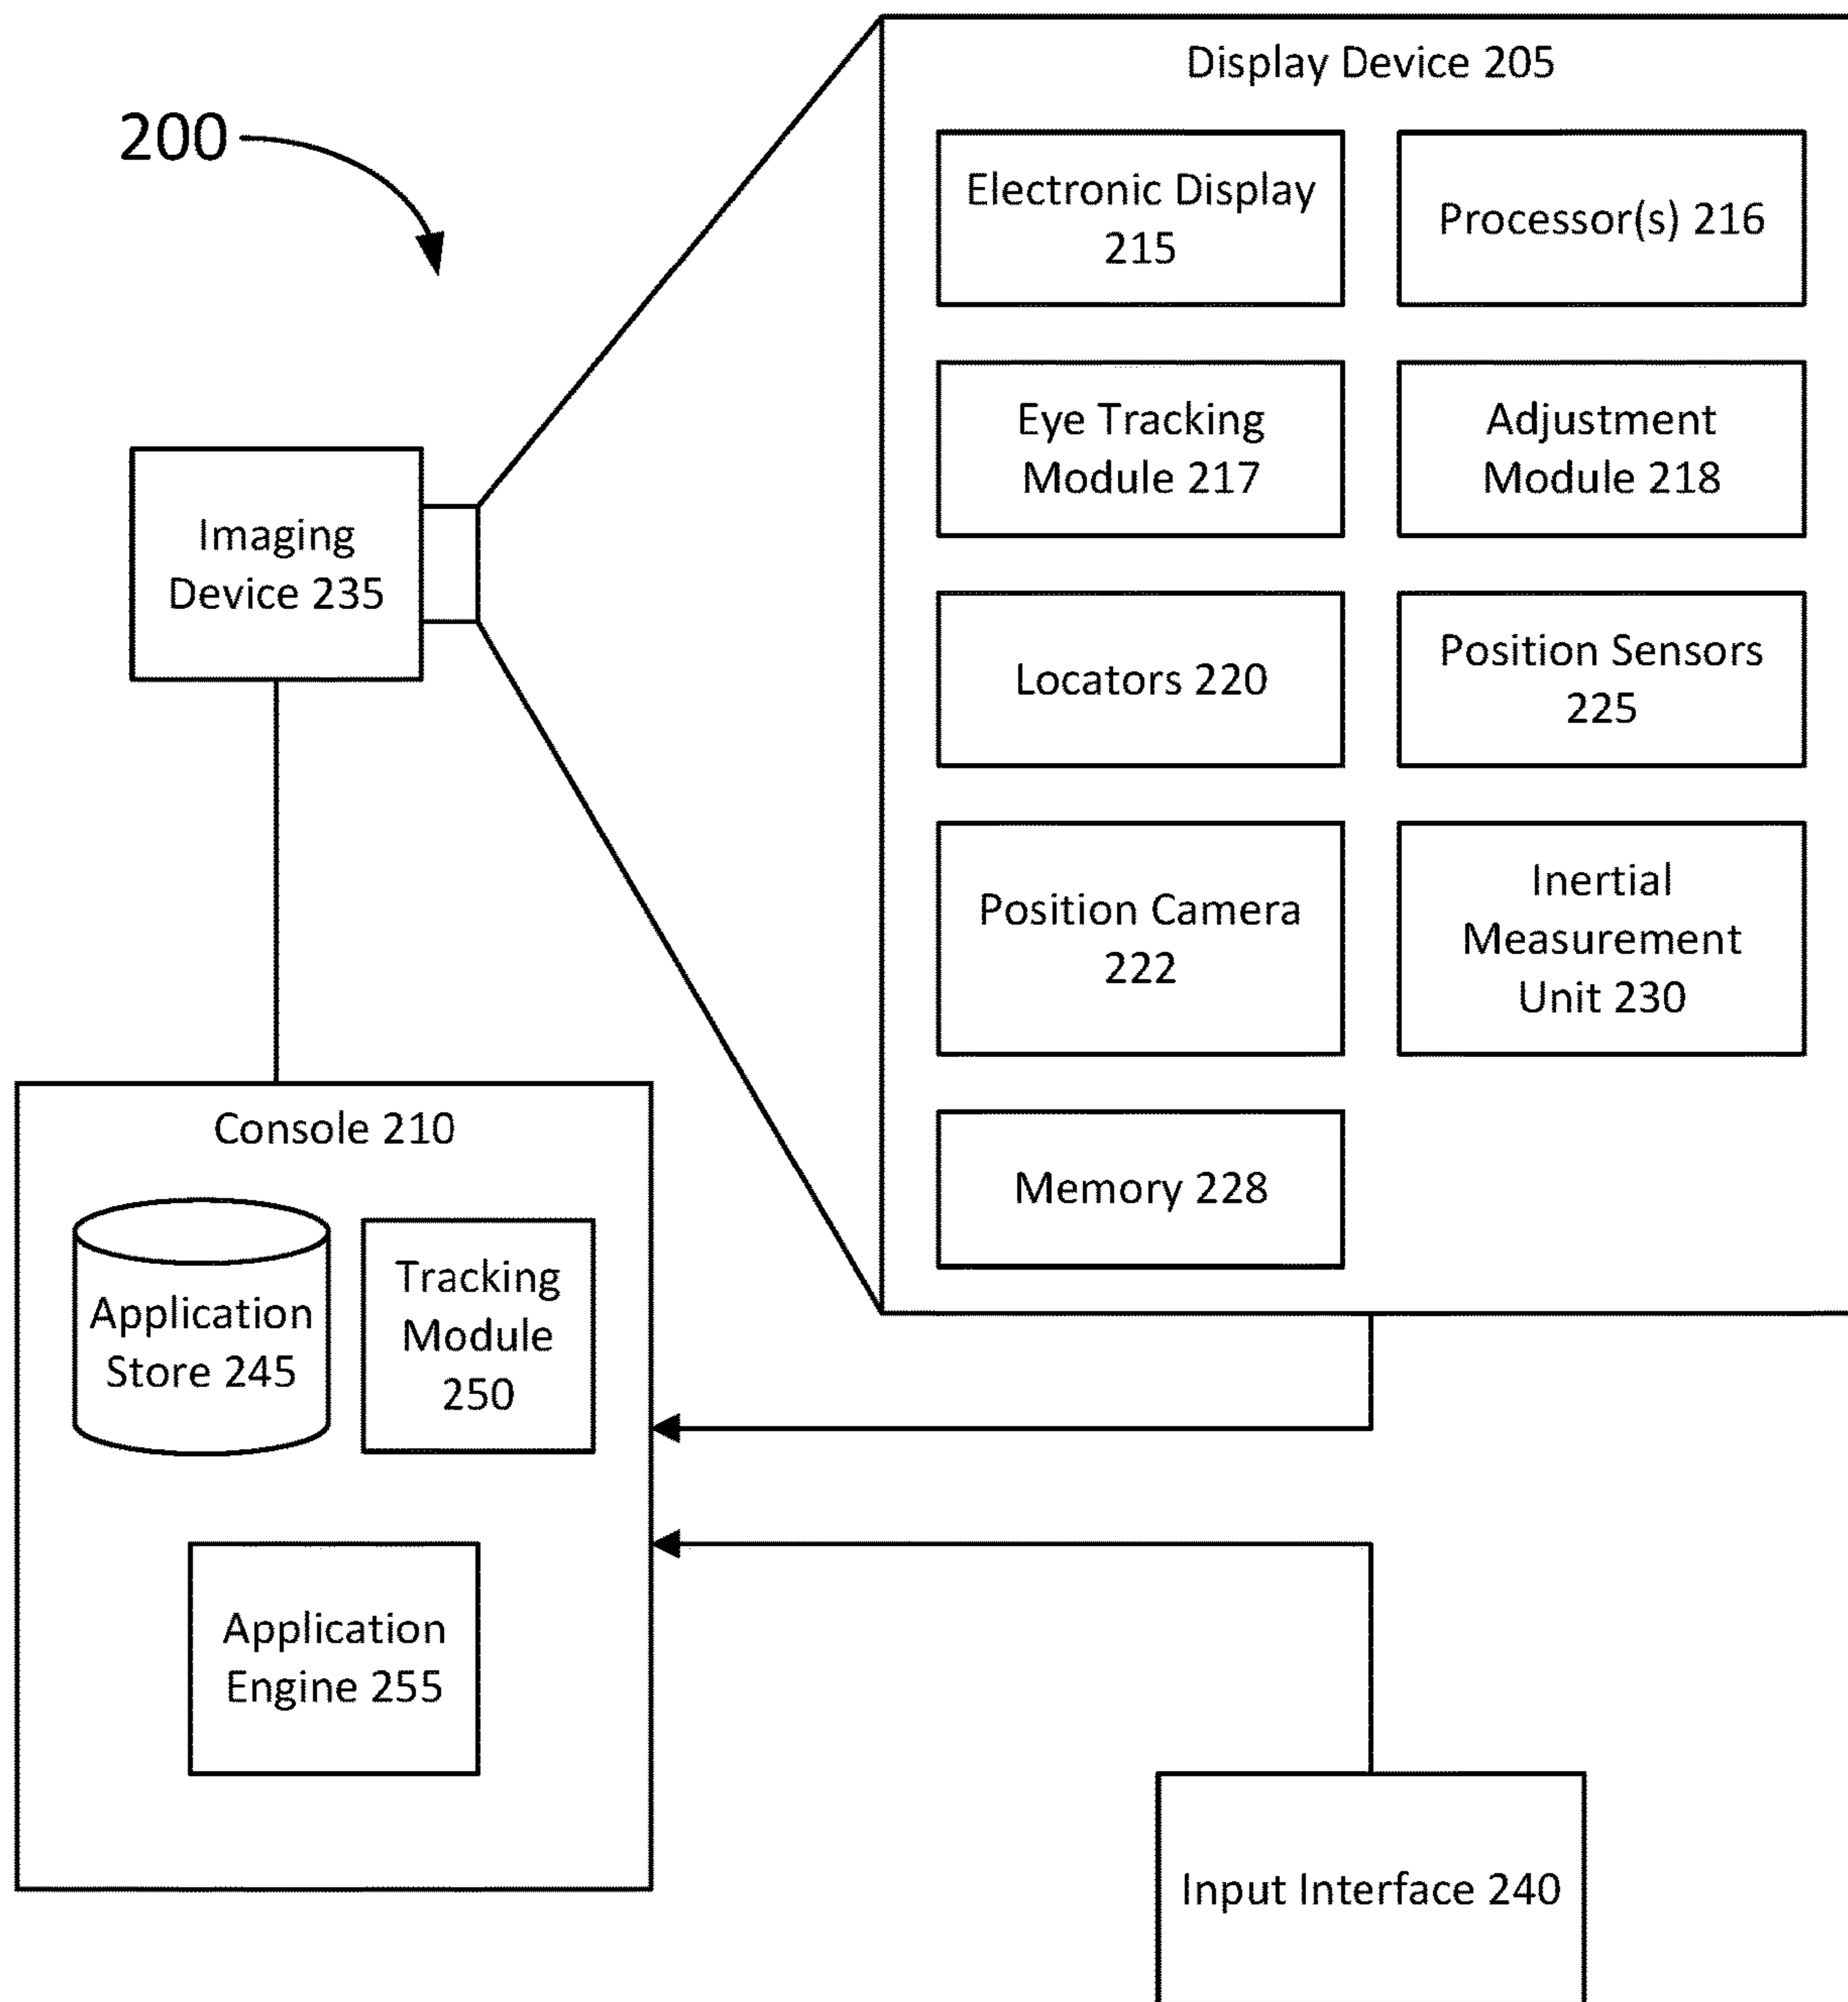 200
Display Device 205
Electronic Display
215
Processor(s) 216
Eye Tracking
Module 217
Adjustment
Module 218
Imaging
Device 235
Locators 220
Position Sensors
225
Position Camera
222
Inertial
Measurement
Unit 230
Memory 228
Console 210
Application
Store 245
Tracking
Module
250
Application
Engine 255
Input Interface 240